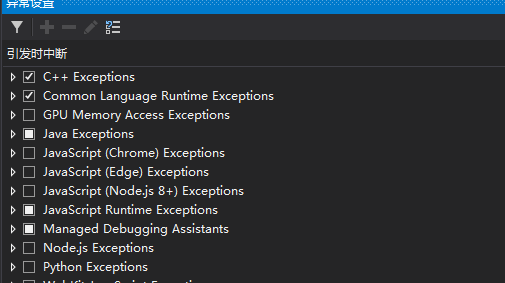 异常设置
引发时中断
C++ Exceptions
Common Language Runtime Exceptions
GPU Memory Access Exceptions
Java Exceptions
JavaScript (Chrome) Exceptions
JavaScript (Edge) Exceptions
JavaScript (Node.js 8+) Exceptions
JavaScript Runtime Exceptions
Managed Debugging Assistants
Node.js Exceptions
Python Exceptions